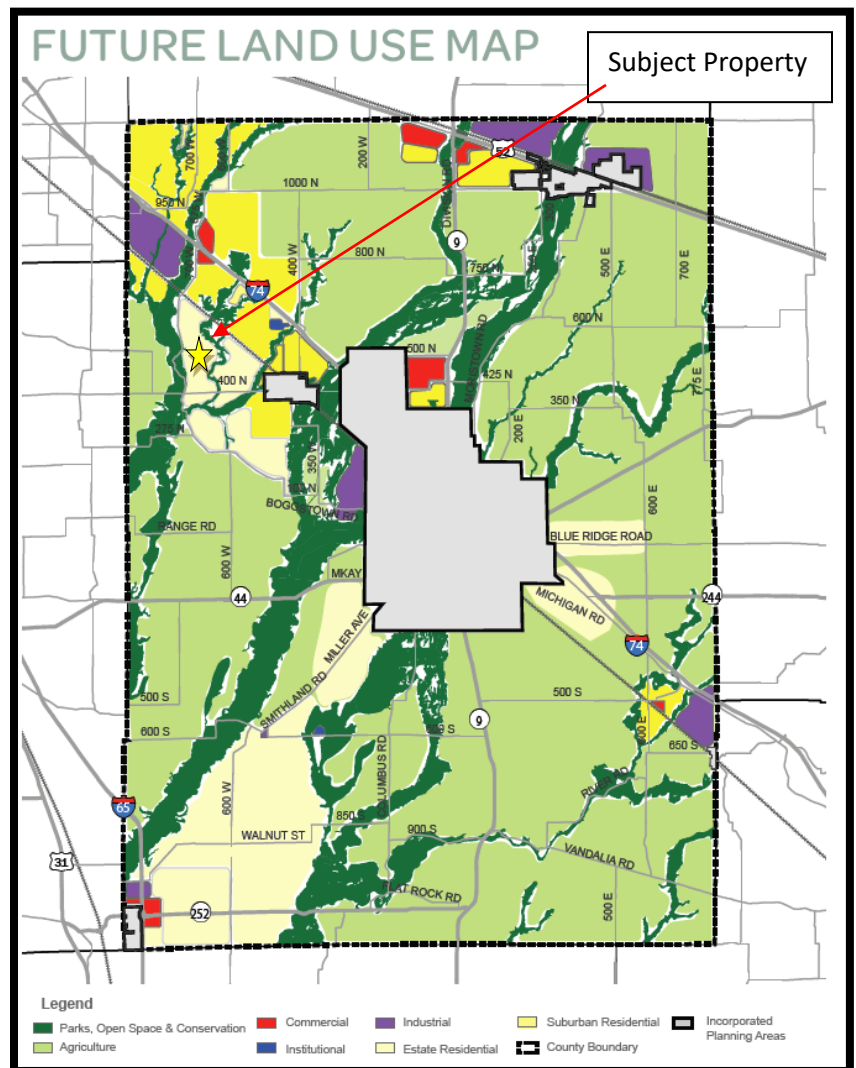 FUTURE LAND USE MAP
Subject Property
700 W
200 W
52
1000 N
950 N
DIVISION RD
9
800 N
400 W
750 N
500 E
700 E
74
600 N
MORRISTOWN RD
500 N
400 N
425 N
775 E
350 N
275 N
200 E
350 W
BOGGSTOWN RD
RANGE RD
600 W
600 E
BLUE RIDGE ROAD
MKAY
44
244
MICHIGAN RD
MILLER AVE
74
500 S
SMITHLAND RD
500 S
9
600 S
650 S
COLUMBUS RD
RIVER RD
600 W
65
850 S
WALNUT ST
900 S
31
VANDALIA RD
FLAT ROCK RD
252
500 E
Legend
Parks, Open Space & Conservation
Commercial
Industrial
Suburban Residential
Incorporated
Planning Areas
Agriculture
Institutional
Estate Residential
County Boundary